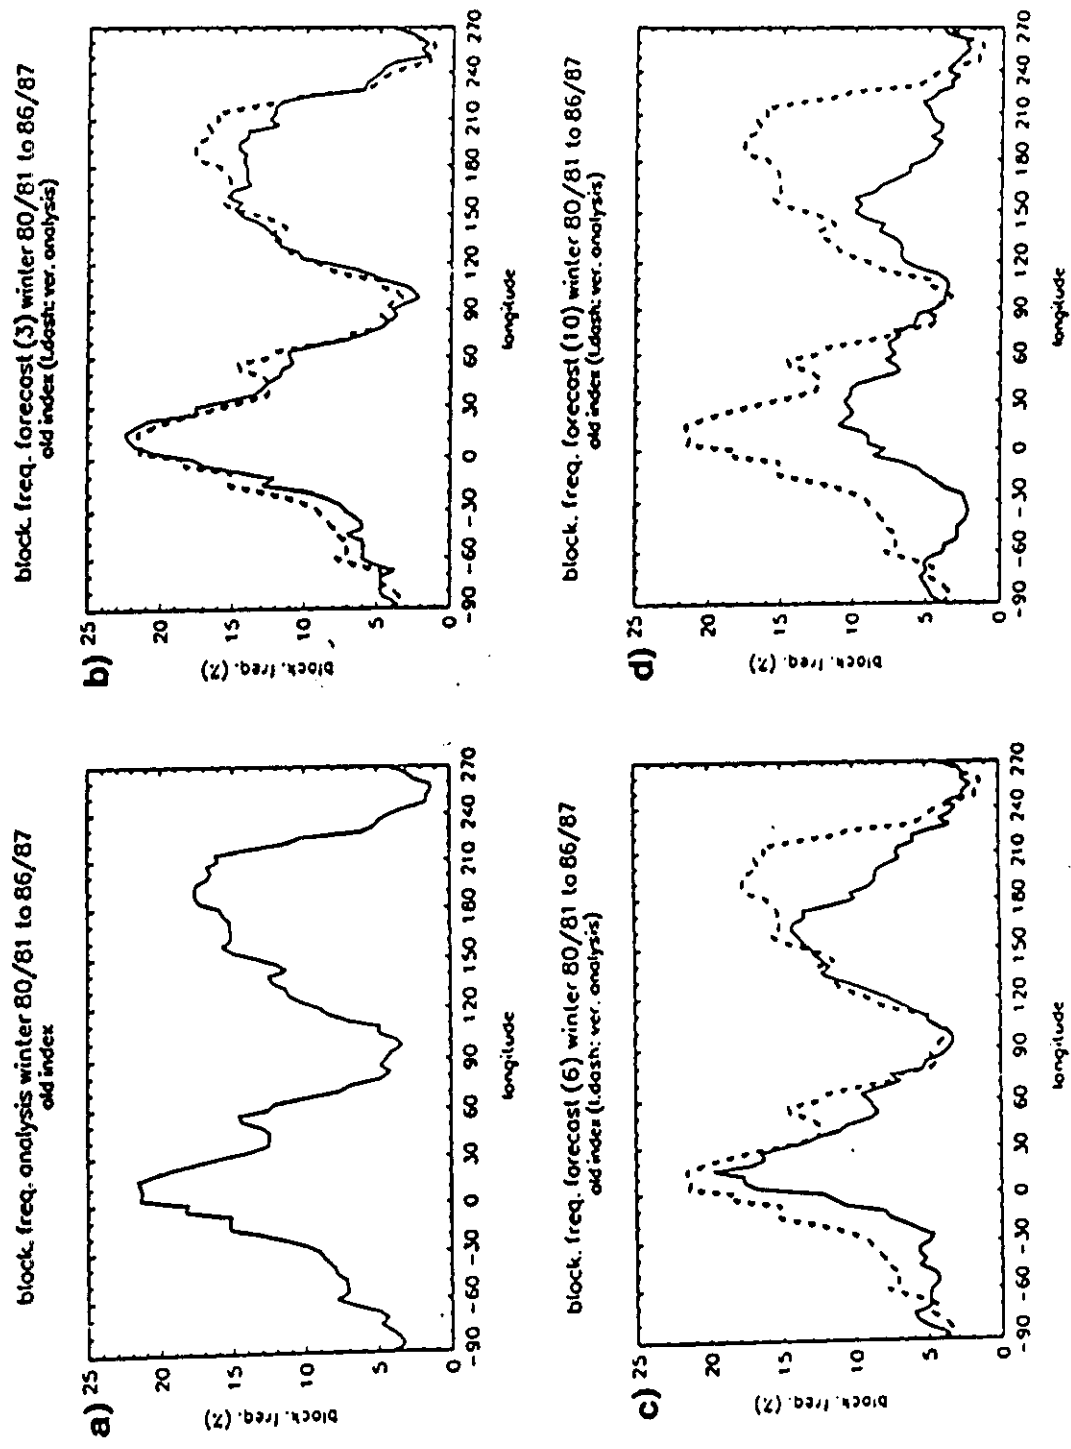 a)
block. freq. analysis winter 80/81 to 86/87
old index
block. freq. (%)
25
20
15
10
5
0
-90 -60 -30 0 30 60 90 120 150 180 210 240 270
longitude
b)
block. freq. forecast (3) winter 80/81 to 86/87
old index (t.dash: ver. analysis)
block. freq. (%)
25
20
15
10
5
0
-90 -60 -30 0 30 60 90 120 150 180 210 240 270
longitude
c)
block. freq. forecast (6) winter 80/81 to 86/87
old index (t.dash: ver. analysis)
block. freq. (%)
25
20
15
10
5
0
-90 -60 -30 0 30 60 90 120 150 180 210 240 270
longitude
d)
block. freq. forecast (10) winter 80/81 to 86/87
old index (t.dash: ver. analysis)
block. freq. (%)
25
20
15
10
5
0
-90 -60 -30 0 30 60 90 120 150 180 210 240 270
longitude